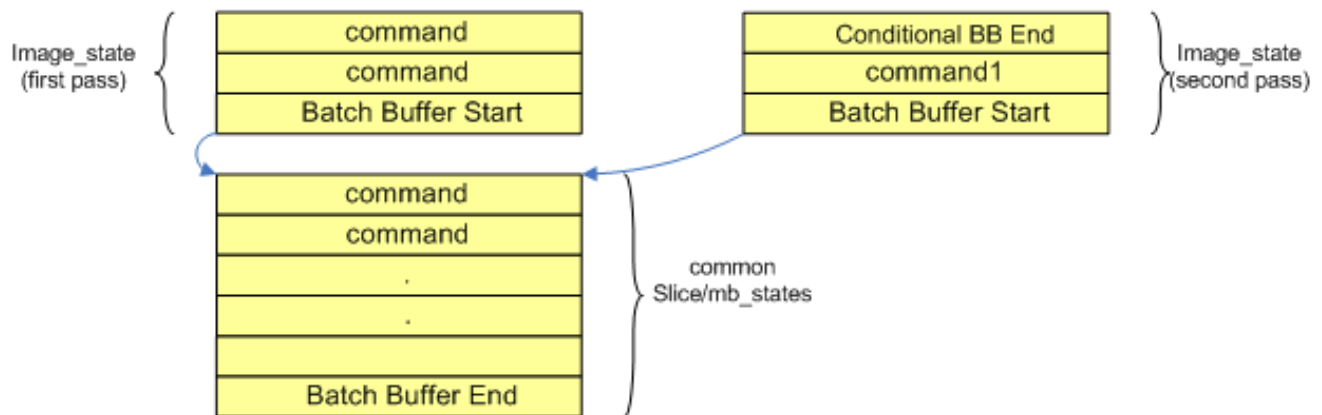 Image_state
(first pass)
command
command
Batch Buffer Start
Conditional BB End
command1
Batch Buffer Start
Image_state
(second pass)
command
command
.
.
Batch Buffer End
common
Slice/mb_states